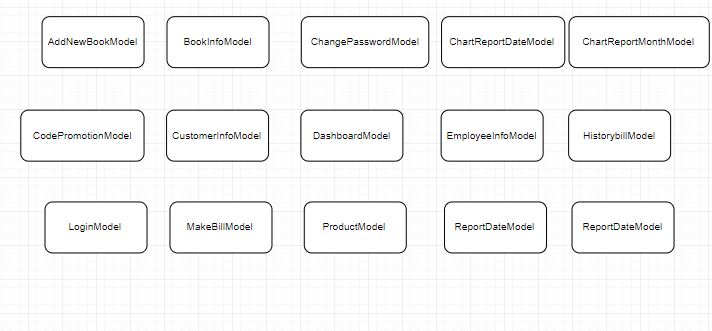 AddNewBookModel
BookInfoModel
ChangePasswordModel
ChartReportDateModel
ChartReportMonthModel
CodePromotionModel
CustomerInfoModel
DashboardModel
EmployeeInfoModel
HistorybillModel
LoginModel
MakeBillModel
ProductModel
ReportDateModel
ReportDateModel